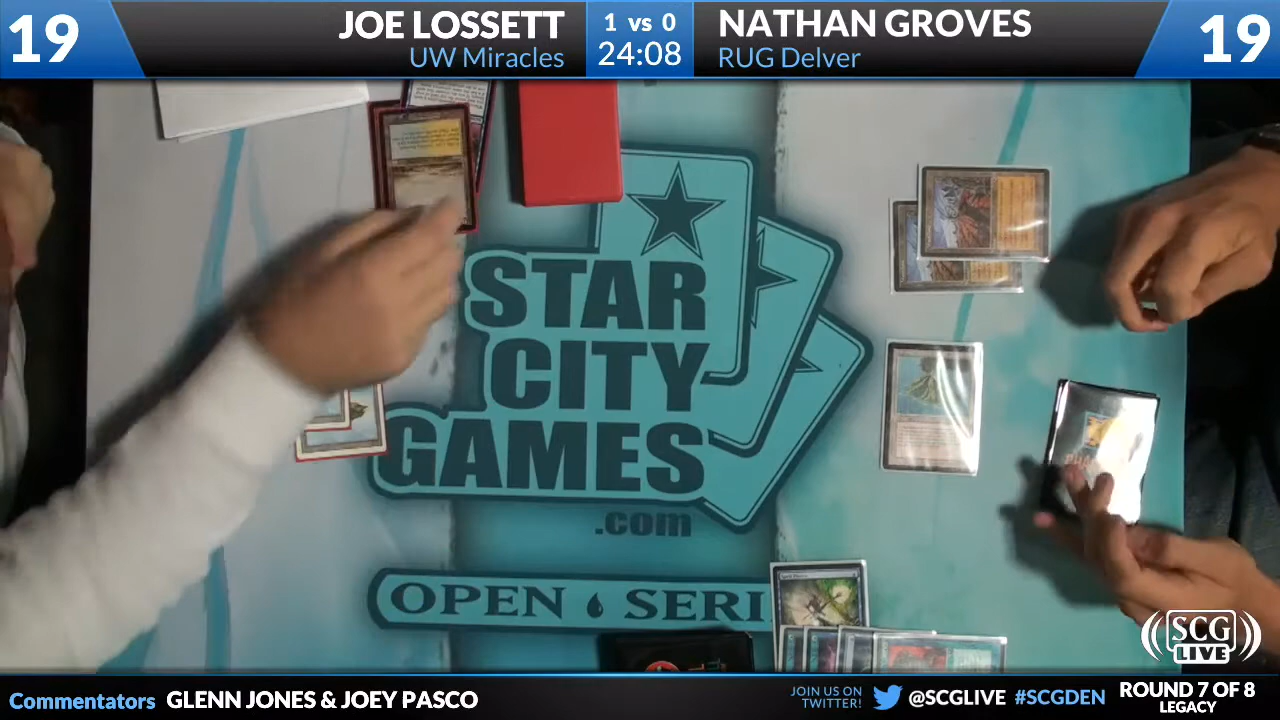 19
JOE LOSSETT
UW Miracles
1 vs 0
24:08
NATHAN GROVES
RUG Delver
19
STAR
CITY
GAMES
.com
OPEN SERI
SCG
LIVE
Commentators GLENN JONES & JOEY PASCO
JOIN US ON
TWITTER!
@SCGLIVE #SCGDEN
ROUND 7 OF 8
LEGACY